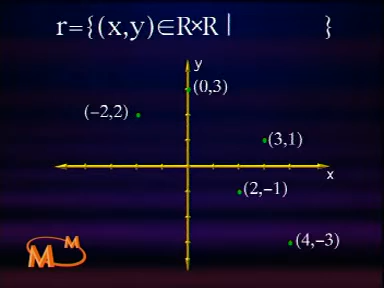 r={(x,y)∈R×R | }
y
(0,3)
(−2,2)
(3,1)
x
(2,−1)
(4,−3)
M M